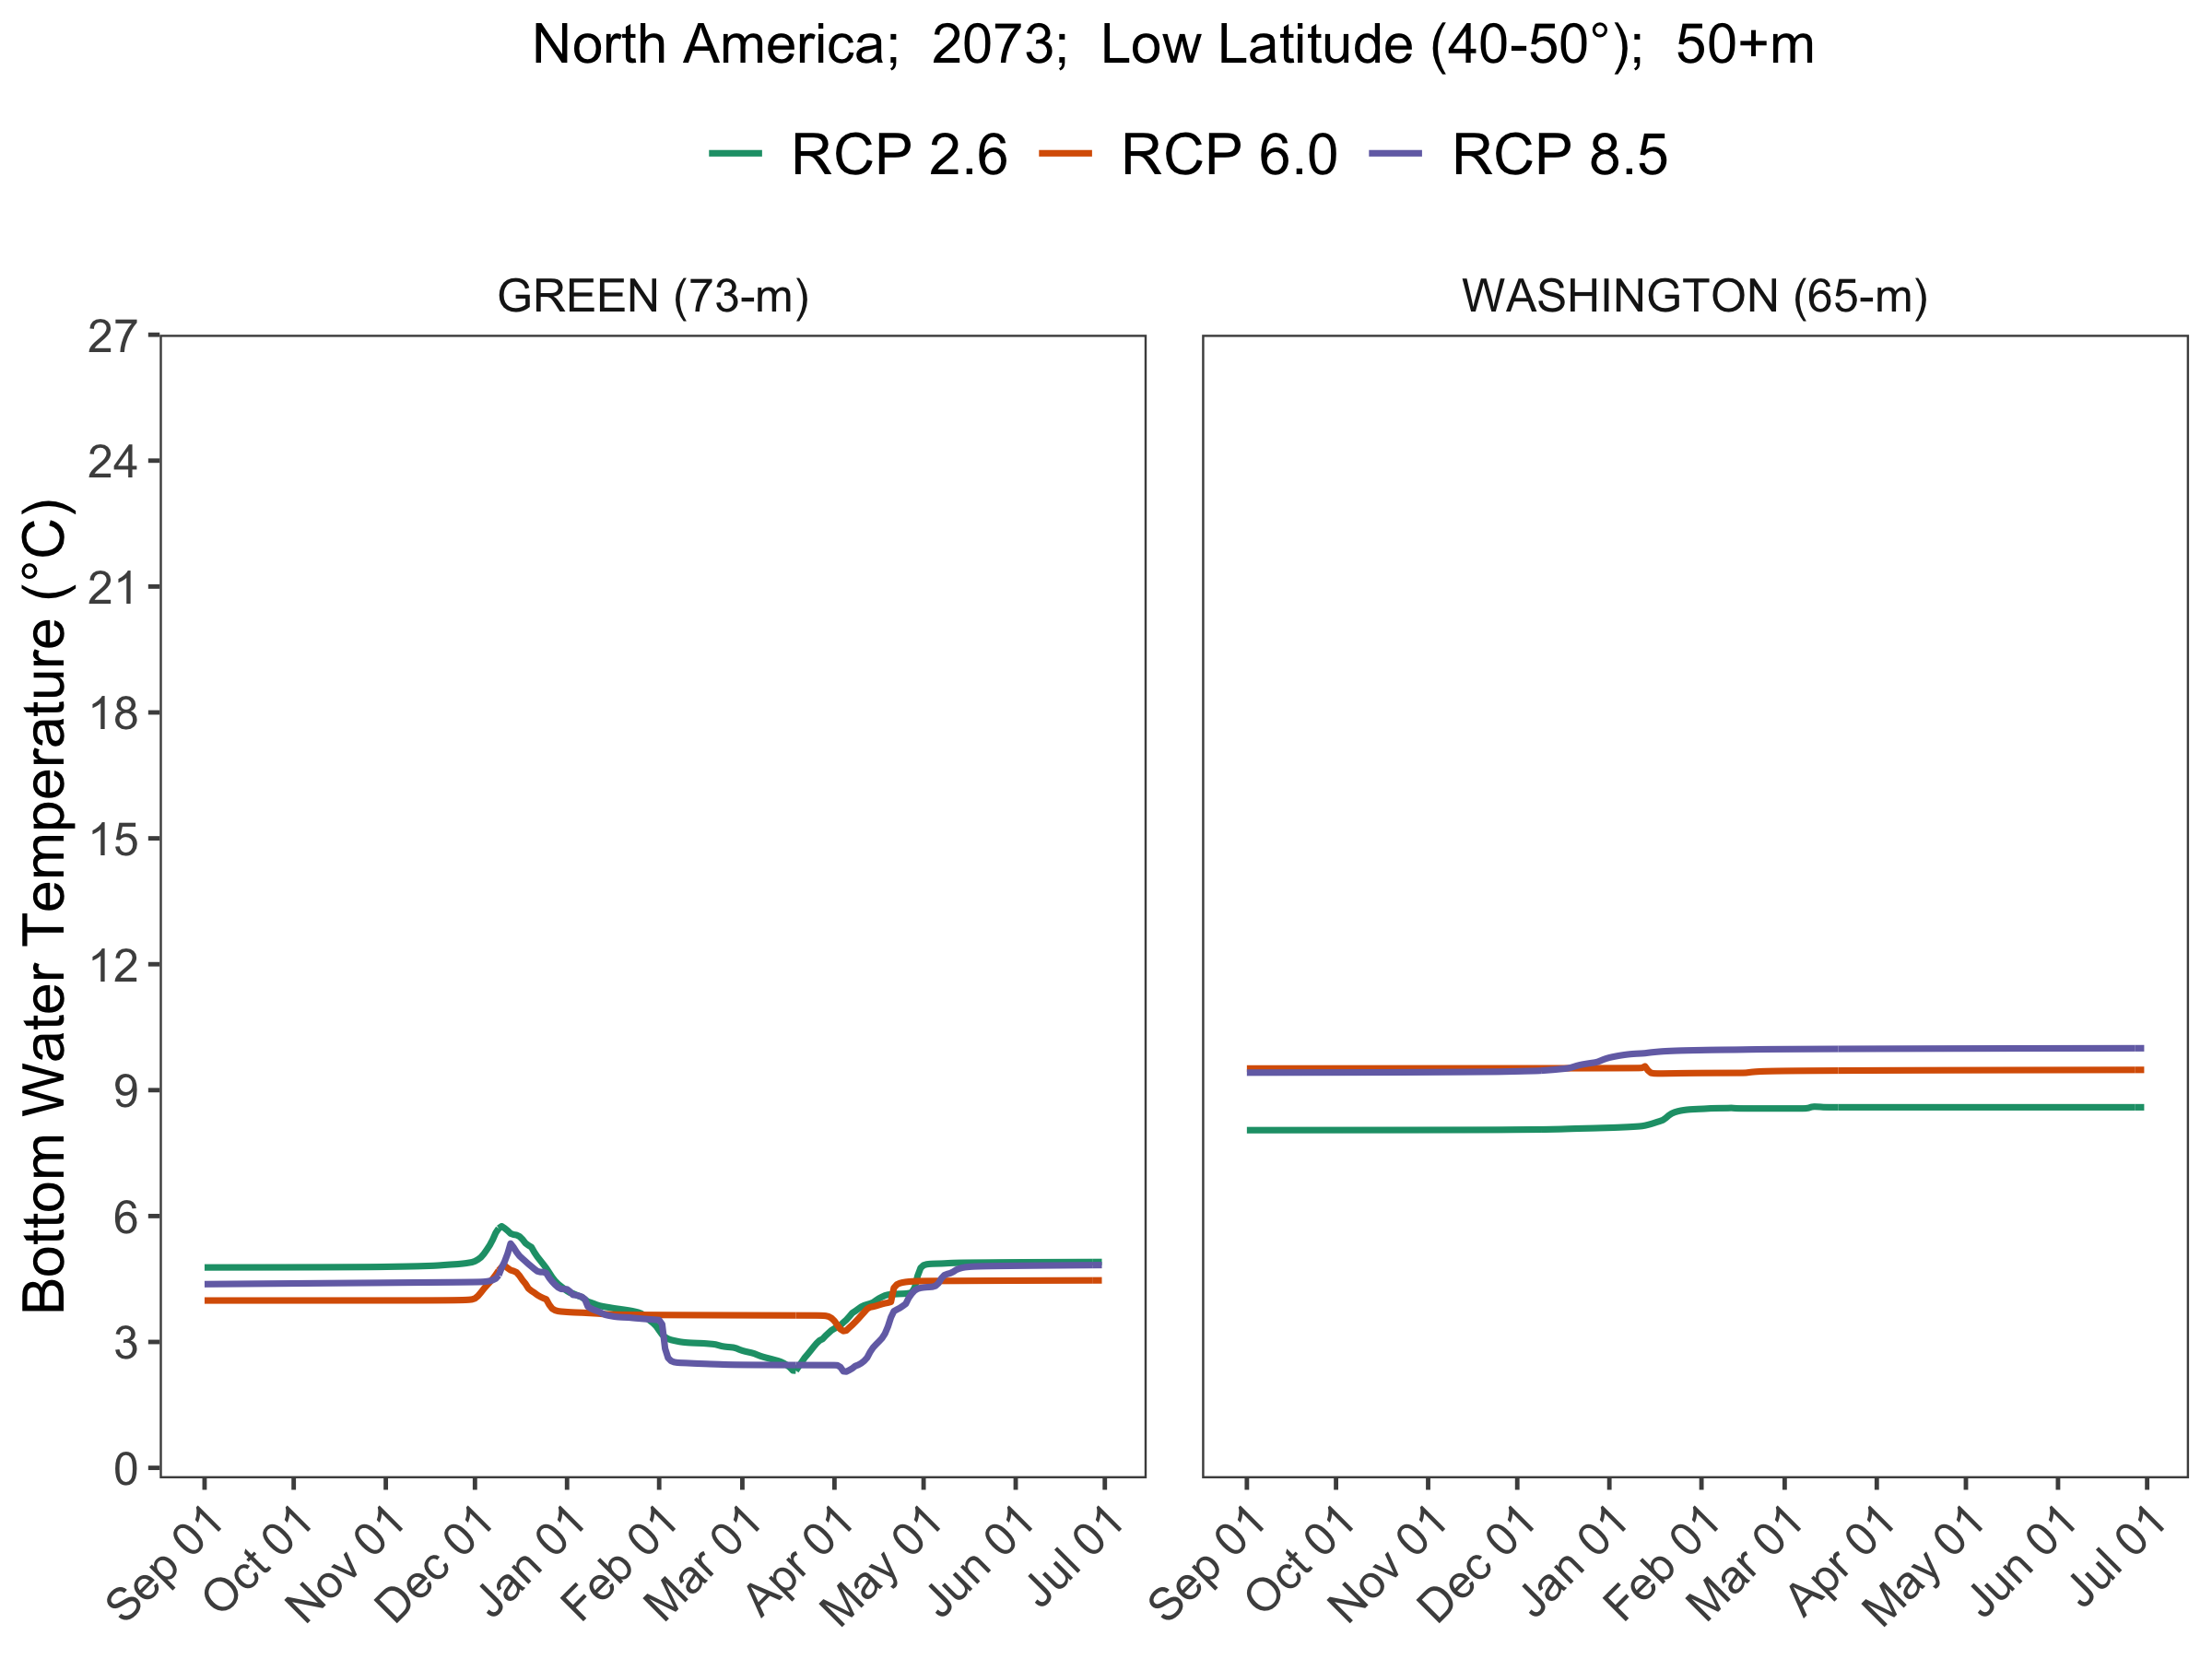 North America;  2073;  Low Latitude (40-50°);  50+m
RCP 2.6 RCP 6.0 RCP 8.5
GREEN (73-m) WASHINGTON (65-m)
Bottom Water Temperature (°C)
27
24
21
18
15
12
9
6
3
0
Sep 01 Oct 01 Nov 01 Dec 01 Jan 01 Feb 01 Mar 01 Apr 01 May 01 Jun 01 Jul 01 Sep 01 Oct 01 Nov 01 Dec 01 Jan 01 Feb 01 Mar 01 Apr 01 May 01 Jun 01 Jul 01